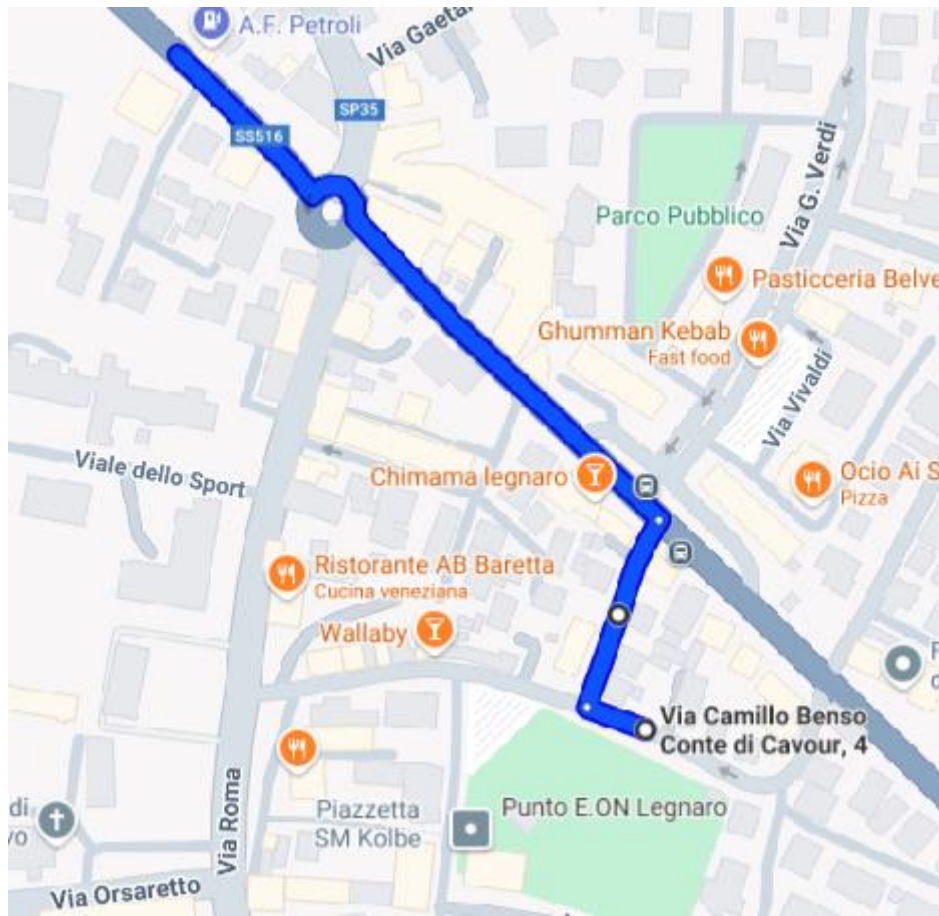 A.F. Petroli
Via Gaeta
SP35
SS516
Via G. Verdi
Parco Pubblico
Pasticceria Belve
Ghumman Kebab
Fast food
Via Vivaldi
Viale dello Sport
Chimama legnaro
Ocio Ai S
Pizza
Ristorante AB Baretta
Cucina veneziana
Wallaby
F
d
Via Camillo Benso
Conte di Cavour, 4
Via Roma
di
vo
Piazzetta
SM Kolbe
Punto E.ON Legnaro
Via Orsaretto